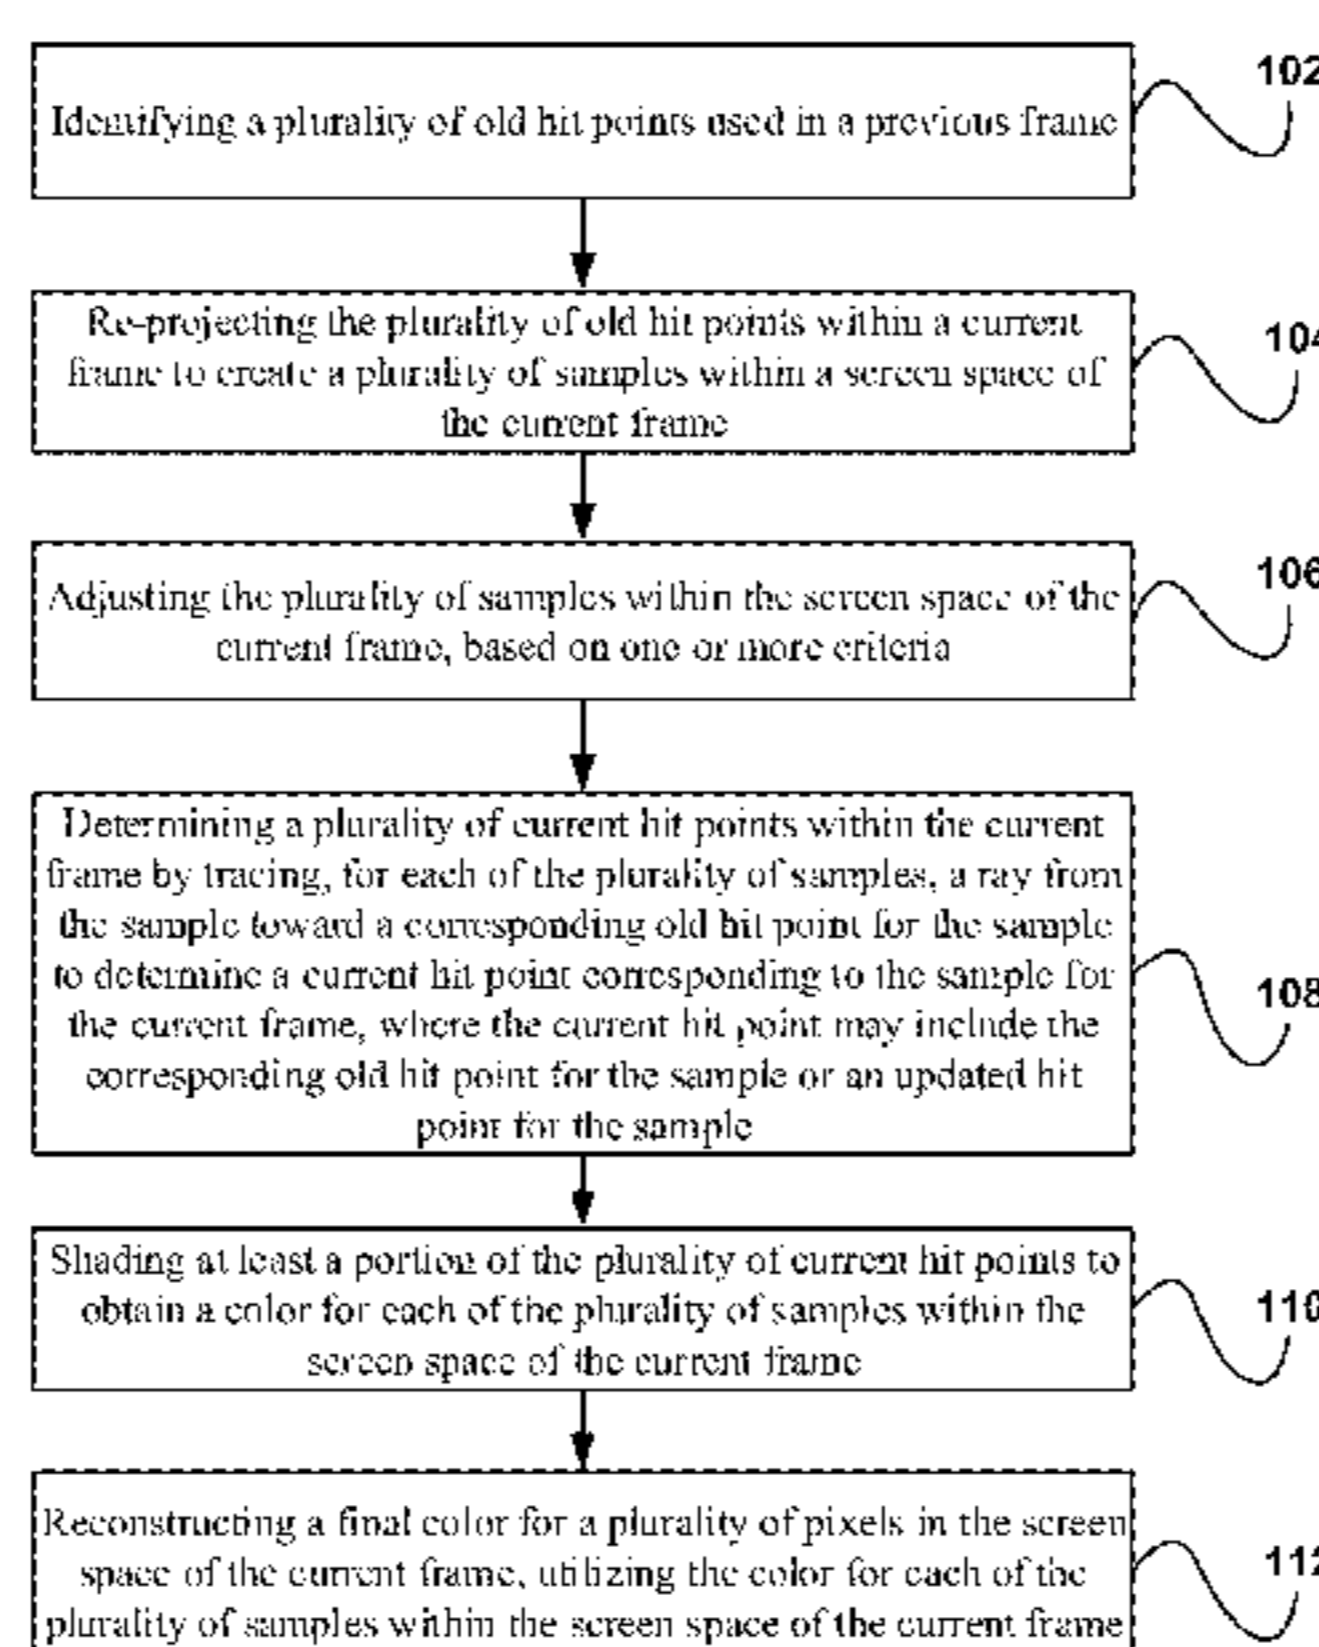 102
Identifying a plurality of old hit points used in a previous frame
104
Re-projecting the plurality of old hit points within a current
frame to create a plurality of samples within a screen space of
the current frame
106
Adjusting the plurality of samples within the screen space of the
current frame, based on one or more criteria
Determining a plurality of current hit points within the current
frame by tracing, for each of the plurality of samples, a ray from
the sample toward a corresponding old hit point for the sample
to determine a current hit point corresponding to the sample for
108
the current frame, where the current hit point may include the
corresponding old hit point for the sample or an updated hit
point for the sample
Shading at least a portion of the plurality of current hit points to
obtain a color for each of the plurality of samples within the
110
screen space of the current frame
Reconstructing a final color for a plurality of pixels in the screen
112
space of the current frame, utilizing the color for each of the
plurality of samples within the screen space of the current frame